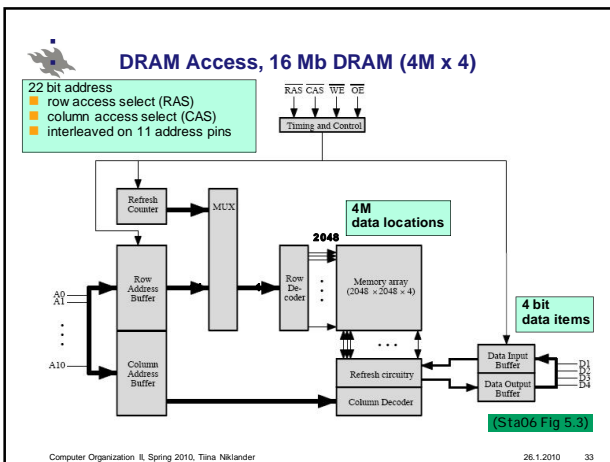 DRAM Access, 16 Mb DRAM (4M x 4)
22 bit address
row access select (RAS)
column access select (CAS)
interleaved on 11 address pins
RAS CAS WE OE
Timing and Control
Refresh
Counter
MUX
4M
data locations
2048
Row
Address
Buffer
Row
De-
coder
Memory array
(2048 × 2048 × 4)
A0
A1
A10
4 bit
data items
Column
Address
Buffer
Refresh circuitry
Column Decoder
Data Input
Buffer
Data Output
Buffer
D1
D2
D3
D4
(Sta06 Fig 5.3)
Computer Organization II, Spring 2010, Tiina Niklander
26.1.2010 33